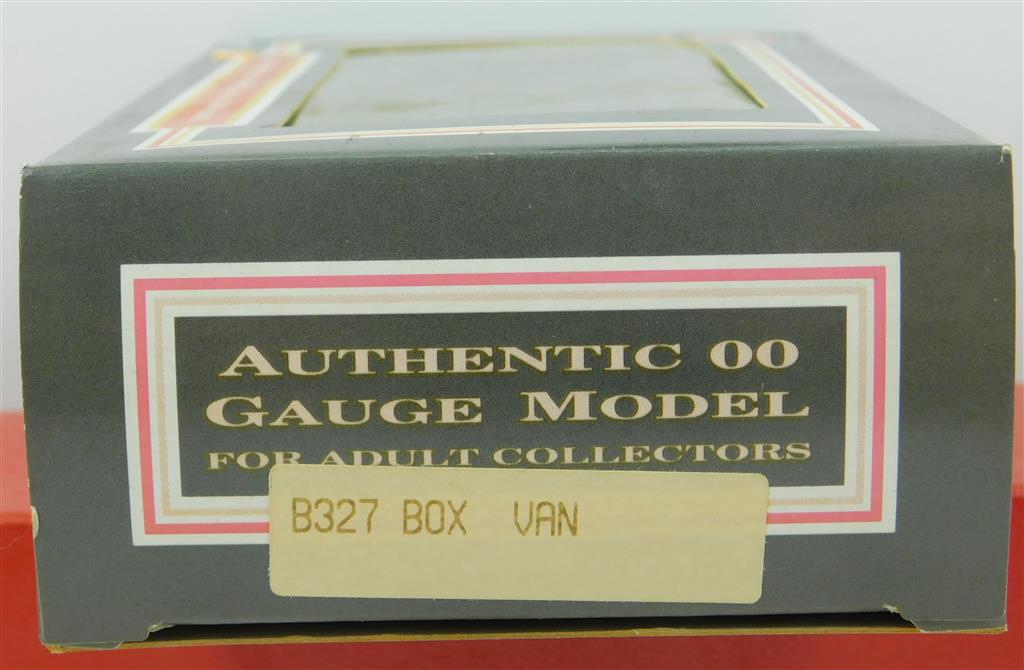 AUTHENTIC 00
GAUGE MODEL
FOR ADULT COLLECTORS
B327 BOX VAN